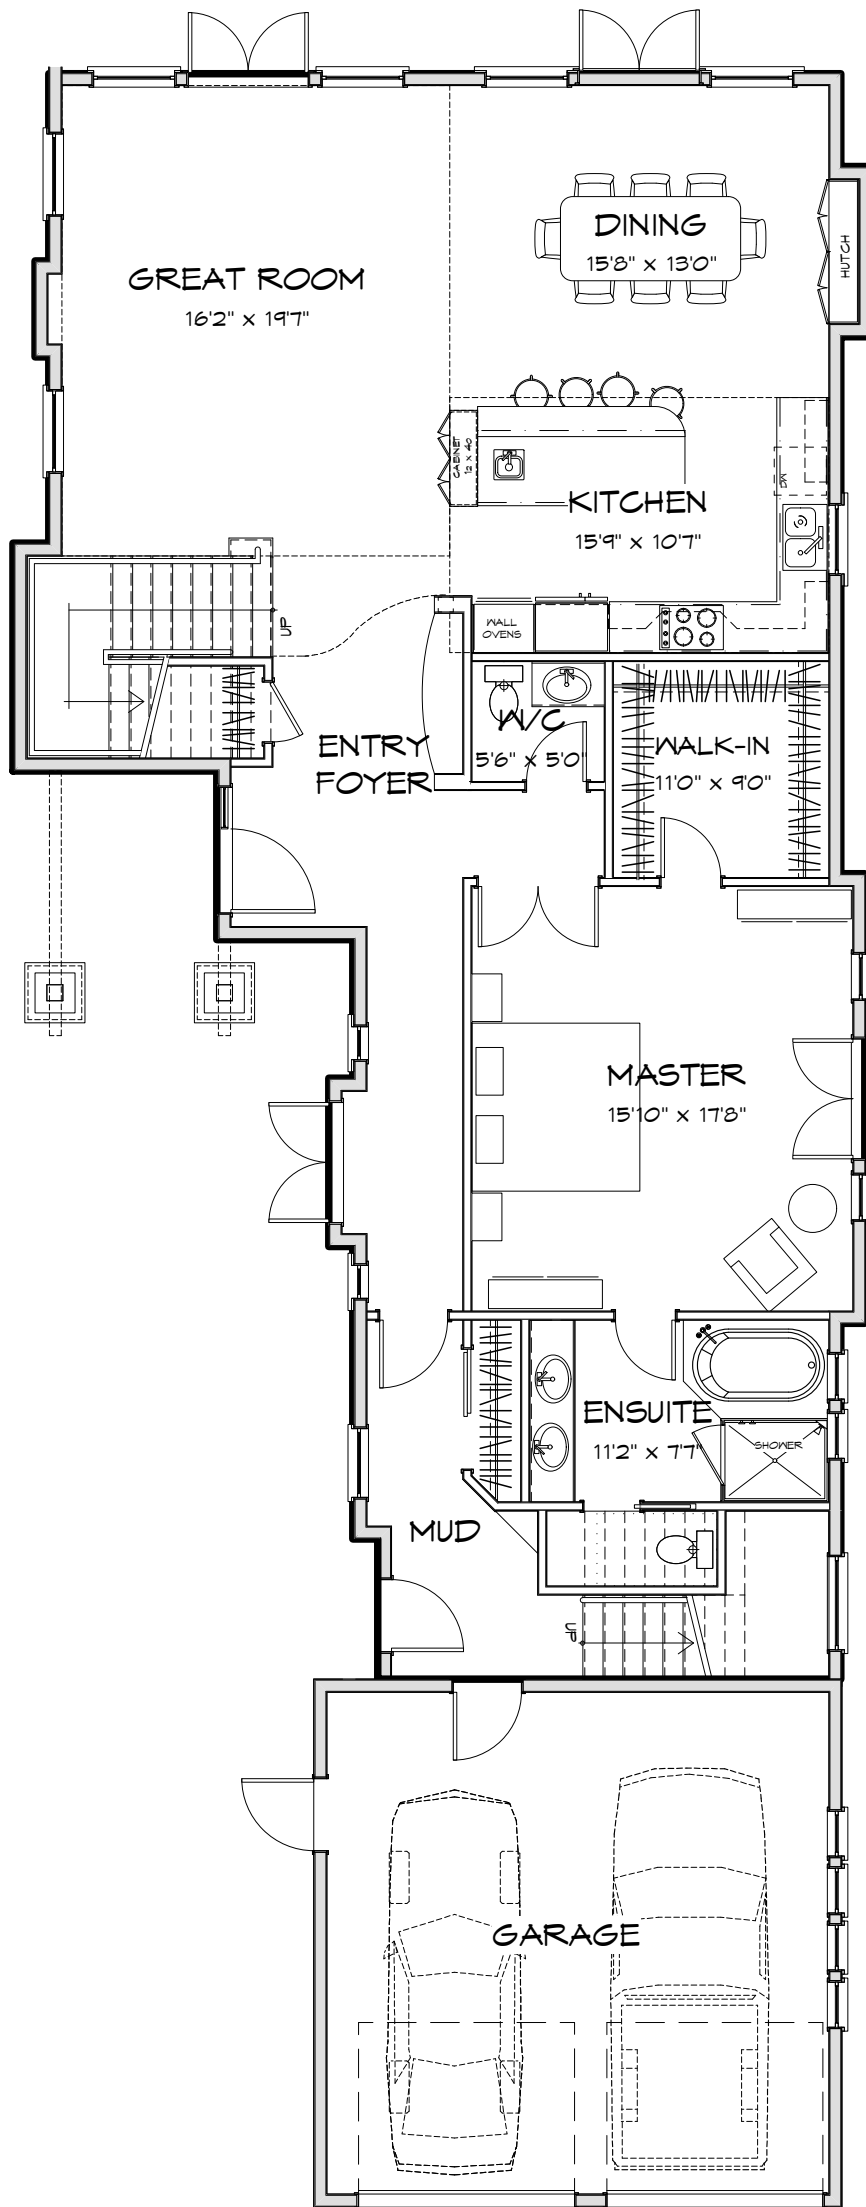 DINING
15'8" x 13'0"
HUTCH
GREAT ROOM
16'2" x 19'7"
CABINET
12 x 40
DW
KITCHEN
15'9" x 10'7"
WALL
OVENS
UP
W/C
5'6" x 5'0"
ENTRY
FOYER
WALK-IN
11'0" x 9'0"
MASTER
15'10" x 17'8"
ENSUITE
11'2" x 7'7"
SHOWER
MUD
UP
GARAGE